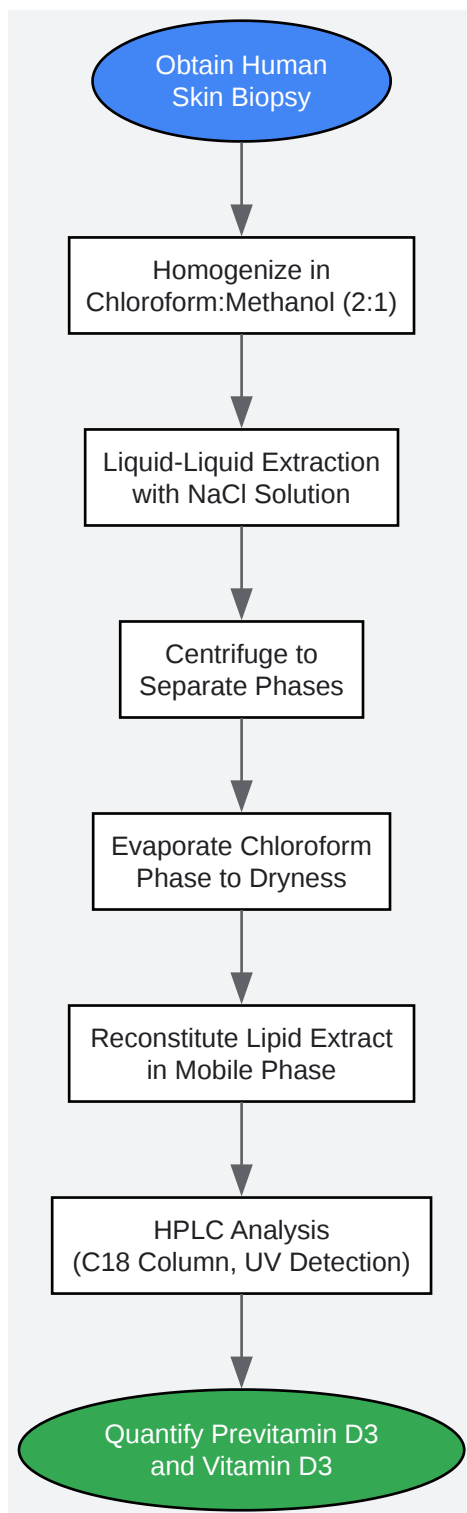 Obtain Human
Skin Biopsy
Homogenize in
Chloroform:Methanol (2:1)
Liquid-Liquid Extraction
with NaCl Solution
Centrifuge to
Separate Phases
Evaporate Chloroform
Phase to Dryness
Reconstitute Lipid Extract
in Mobile Phase
HPLC Analysis
(C18 Column, UV Detection)
Quantify Previtamin D3
and Vitamin D3